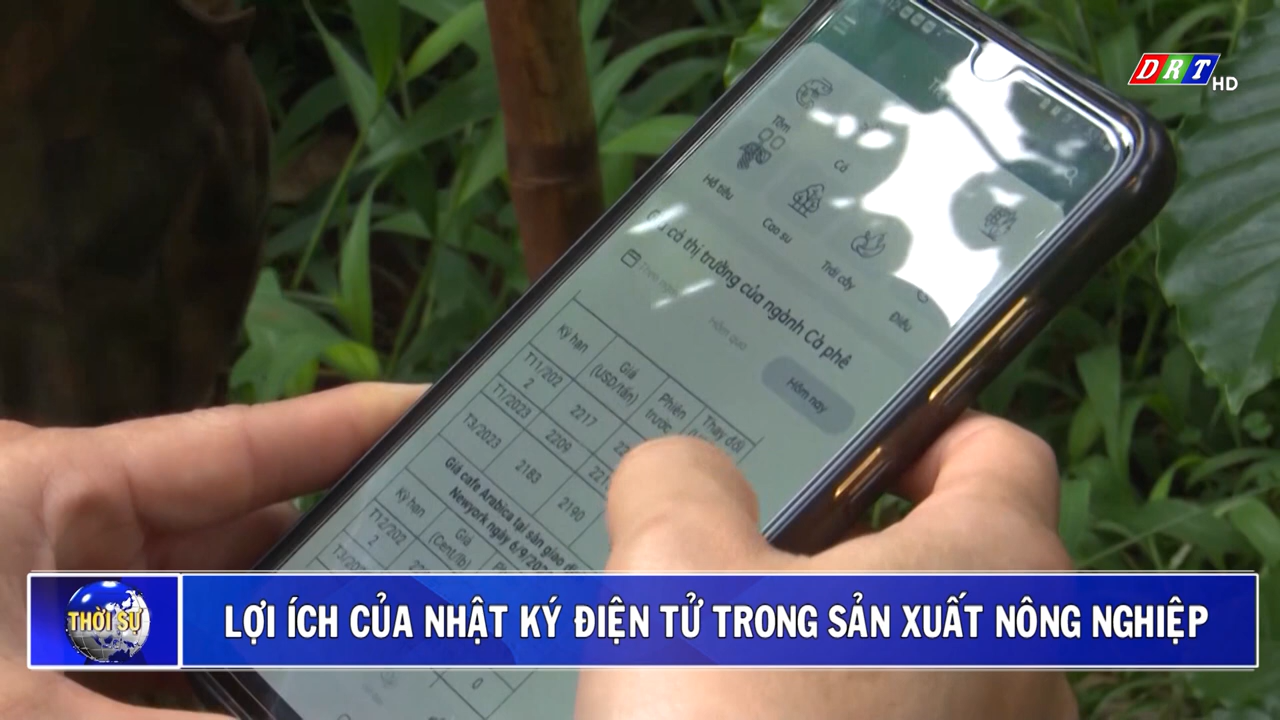 DRT HD
Tôm
Cá
Hồ tiêu
Cao su
Trái cây
Điều
cả thị trường của ngành Cà phê
Hôm qua
Hôm nay
Kỳ hạn
Giá (USD/tấn)
Phiên trước
Thay đổi
T11/2022
2217
T1/2023
2209
T3/2023
2183
2190
Giá cafe Arabica tại sàn giao
Newyork ngày 6/9/20
Kỳ hạn
Giá (Cent/lb)
T12/2022
0
THỜI SỰ
LỢI ÍCH CỦA NHẬT KÝ ĐIỆN TỬ TRONG SẢN XUẤT NÔNG NGHIỆP